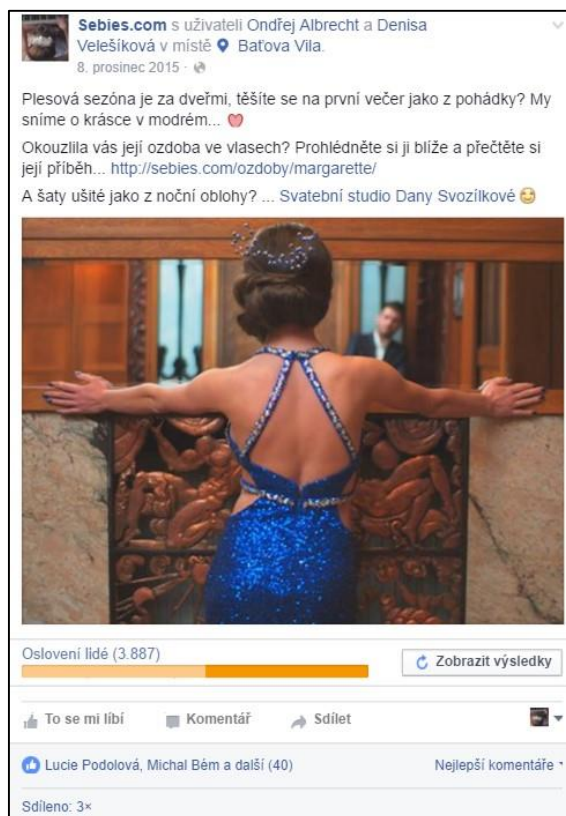 Sebies.com s uživateli Ondřej Albrecht a Denisa
Velešíková v místě Baťova Vila.
8. prosinec 2015 ·
Plesová sezóna je za dveřmi, těšíte se na první večer jako z pohádky? My
sníme o krásce v modrém...
Okouzlila vás její ozdoba ve vlasech? Prohlédněte si ji blíže a přečtěte si
její příběh... http://sebies.com/ozdoby/margarette/
A šaty ušité jako z noční oblohy? ... Svatební studio Dany Svozílkové
Oslovení lidé (3.887)
Zobrazit výsledky
To se mi líbí Komentář Sdílet
Lucie Podolová, Michal Bém a další (40) Nejlepší komentáře
Sdíleno: 3×